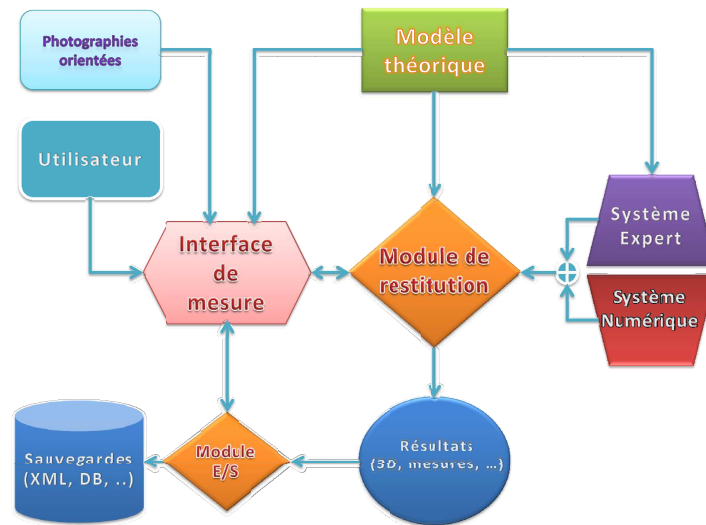 Photographies
orientées
Modèle
théorique
Utilisateur
Interface
de
mesure
Module de
restitution
Système
Expert
Système
Numérique
Sauvegardes
(XML, DB, ..)
Module
E/S
Résultats
(3D, mesures, ...)